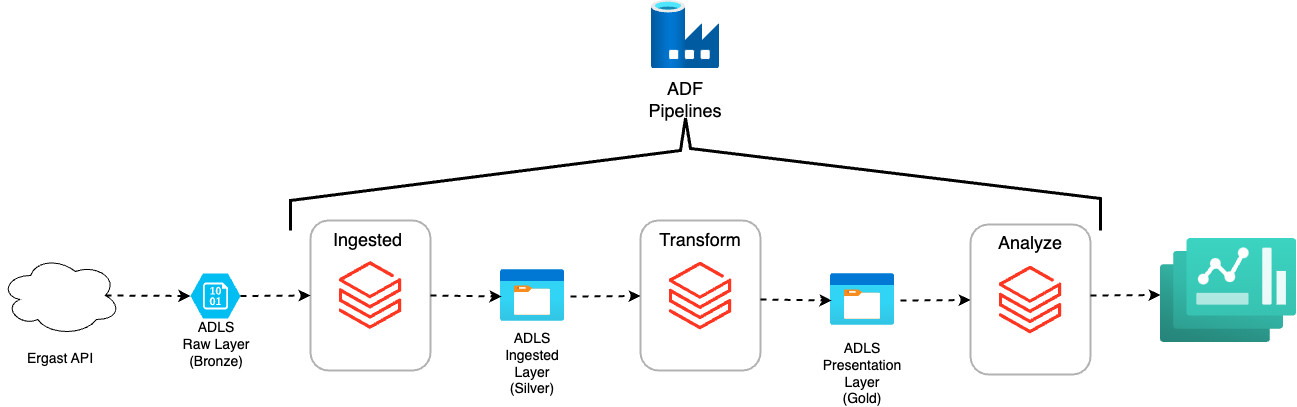 ADF
Pipelines
Ingested
Transform
Analyze
10
01
ADLS
Raw Layer
(Bronze)
Ergast API
ADLS
Ingested
Layer
(Silver)
ADLS
Presentation
Layer
(Gold)